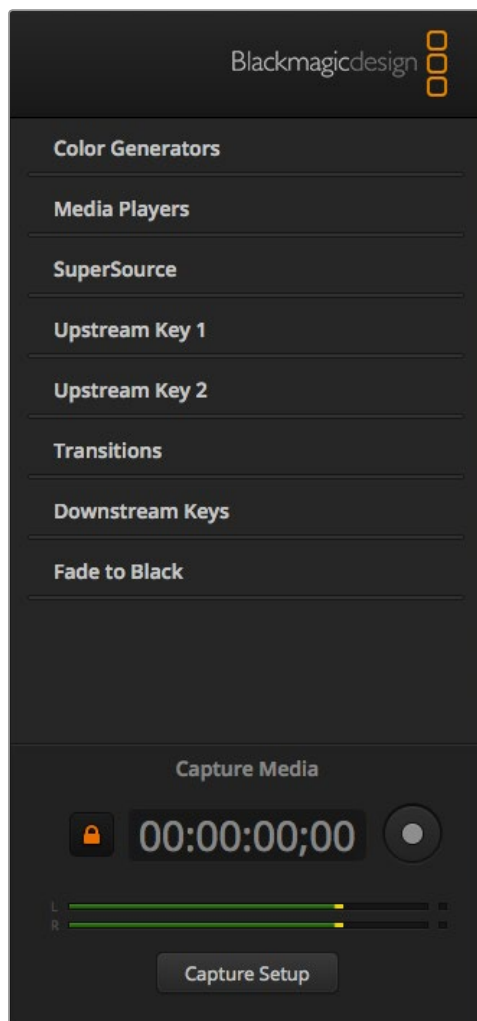 Blackmagicdesign
Color Generators
Media Players
SuperSource
Upstream Key 1
Upstream Key 2
Transitions
Downstream Keys
Fade to Black
Capture Media
00:00:00;00
L
R
Capture Setup